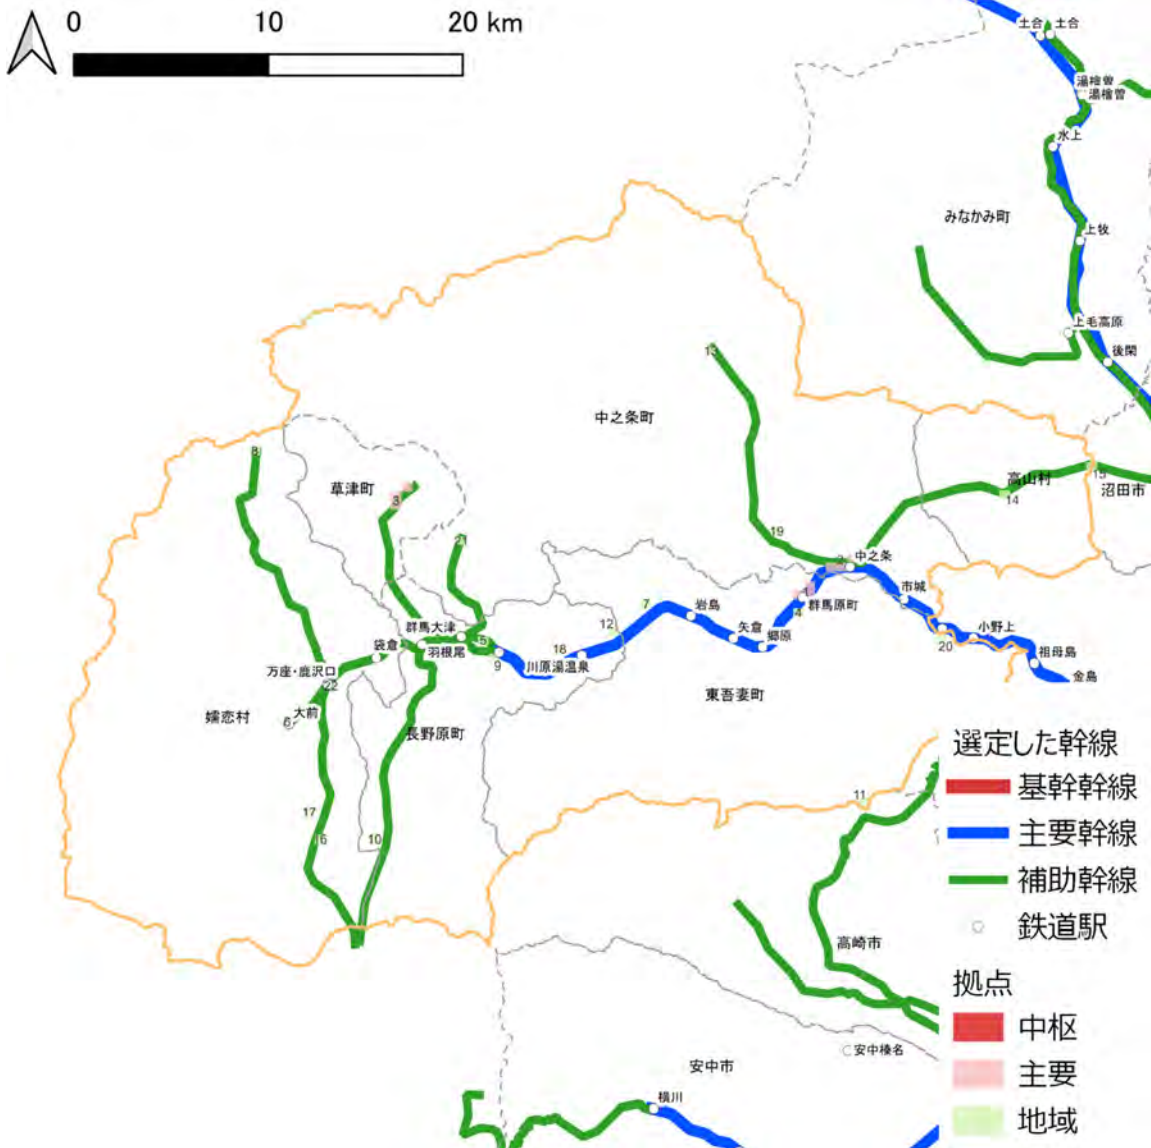 0 10 20 km
土合 土合
湯檜曽
湯檜曽
水上
みなかみ町
上牧
上毛高原
後閑
13
中之条町
8
草津町
3
高山村
15
沼田市
14
19
21
2 中之条
市城
7
岩島
4 群馬原町
群馬大津
12
矢倉
郷原
小野上
5
20
袋倉
羽根尾
9
18
川原湯温泉
祖母島
万座・鹿沢口
金島
22
東吾妻町
大前
6
嬬恋村
長野原町
選定した幹線
基幹幹線
11
17
主要幹線
16
10
補助幹線
鉄道駅
高崎市
拠点
中枢
安中榛名
安中市
主要
横川
地域